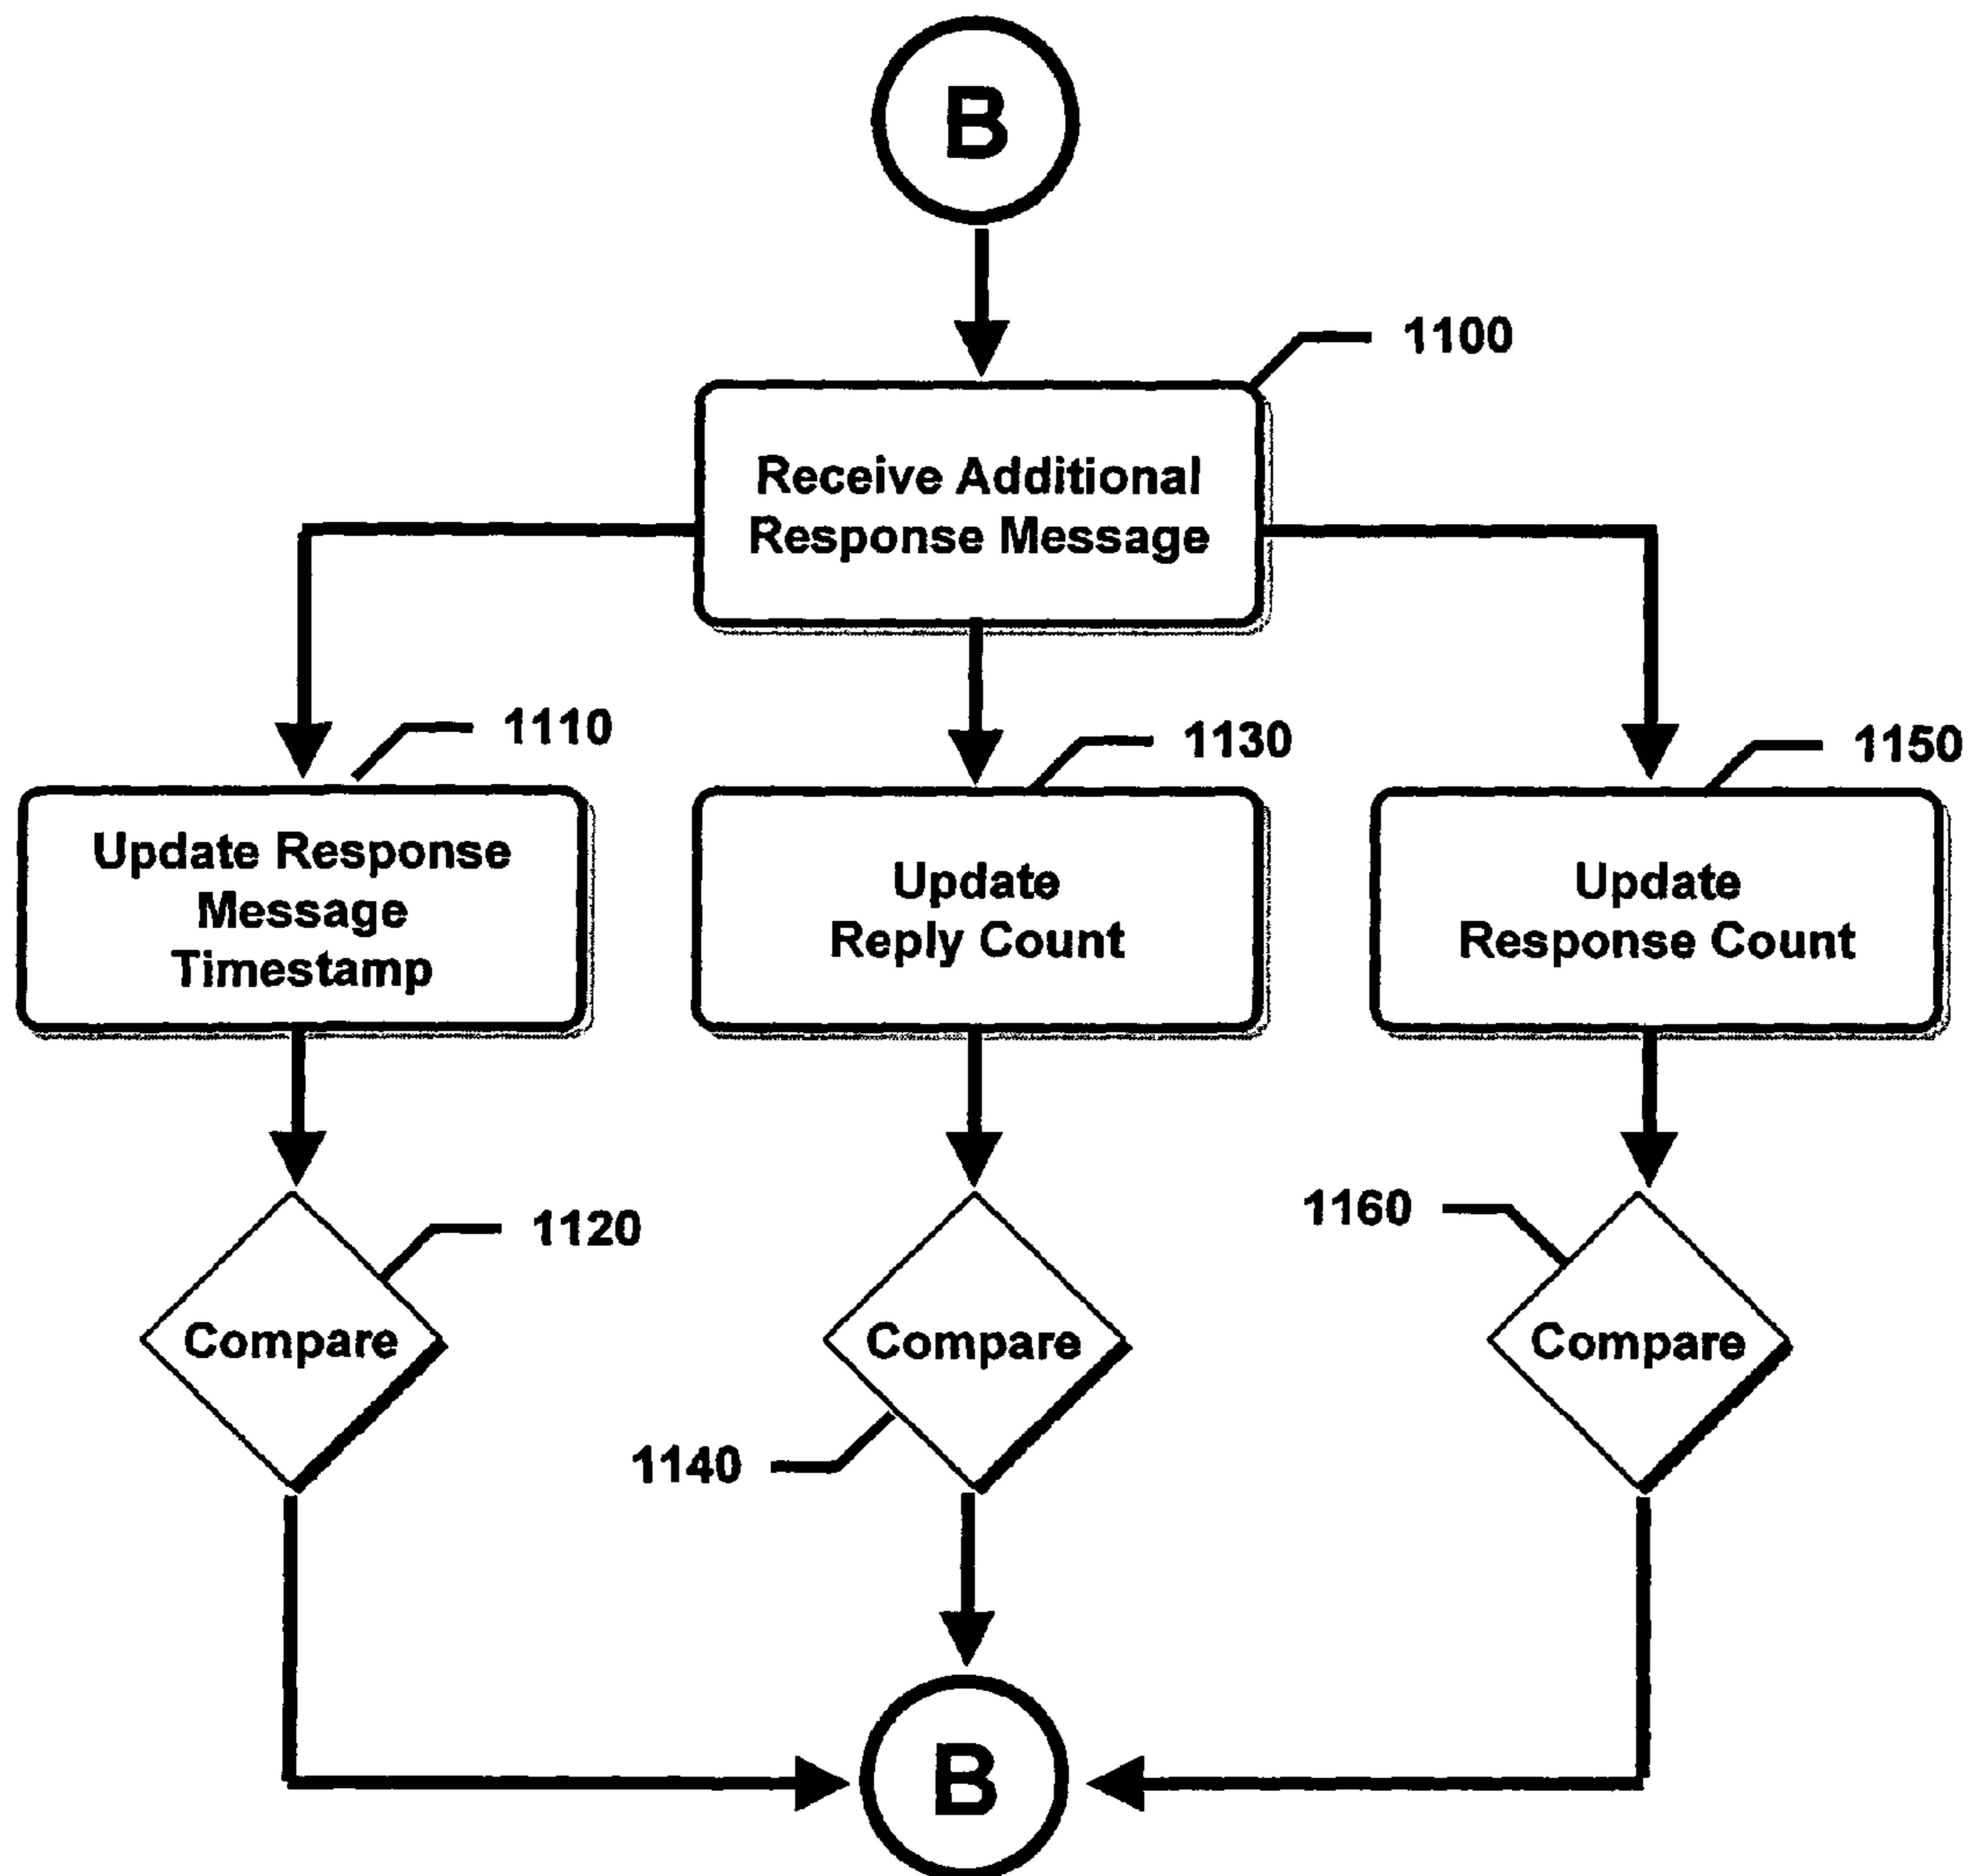 B
1100
Receive Additional
Response Message
1110
1130
1150
Update Response
Message
Timestamp
Update
Reply Count
Update
Response Count
1120
1160
Compare
Compare
Compare
1140
B